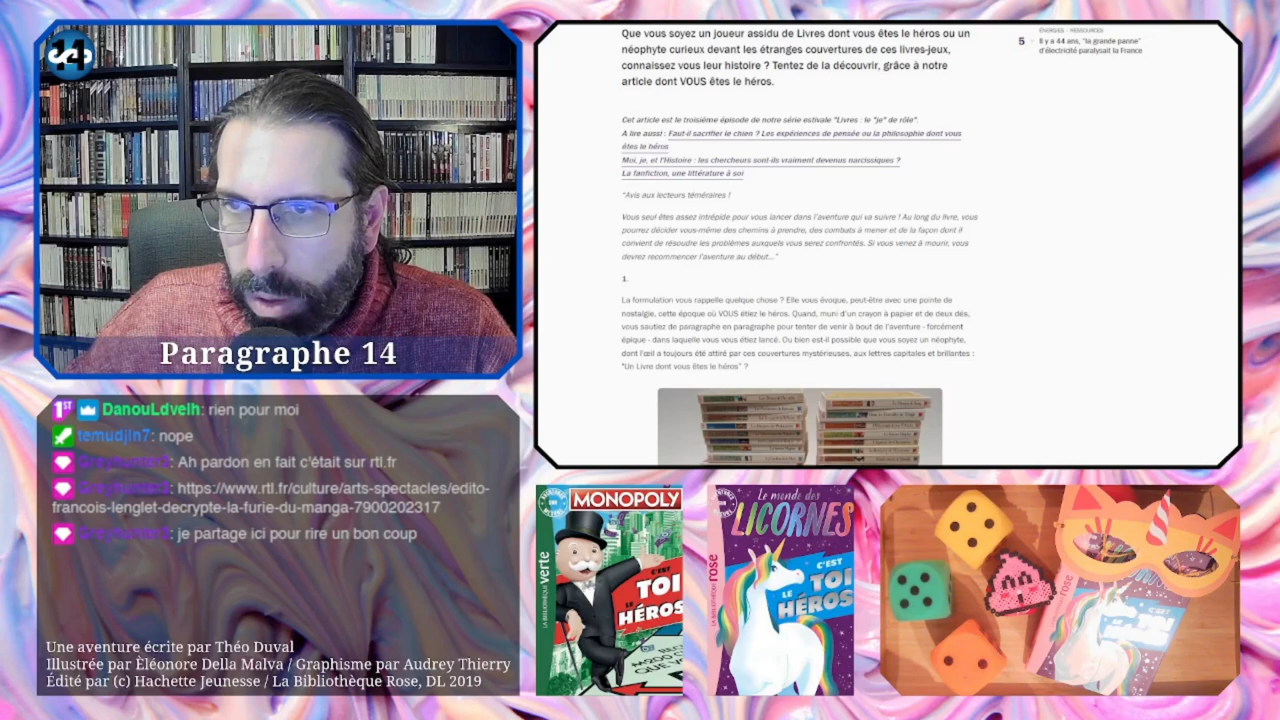 44
Paragraphe 14
Que vous soyez un joueur assidu de Livres dont vous êtes le héros ou un
néophyte curieux devant les étranges couvertures de ces livres-jeux,
connaissez vous leur histoire ? Tentez de la découvrir, grâce à notre
article dont VOUS êtes le héros.
Cet article est le troisième épisode de notre série estivale "Livres : le "je" de rôle".
A lire aussi : Faut-il sacrifier le chien ? Les expériences de pensée ou la philosophie dont vous
êtes le héros
Moi, je, et l'Histoire : les chercheurs sont-ils vraiment devenus narcissiques ?
La fanfiction, une littérature à soi
"Avis aux lecteurs téméraires !
Vous seul êtes assez intrépide pour vous lancer dans l'aventure qui va suivre ! Au long du livre, vous
pourrez décider vous-même des chemins à prendre, des combats à mener et de la façon dont il
convient de résoudre les problèmes auxquels vous serez confrontés. Si vous venez à mourir, vous
devrez recommencer l'aventure au début..."
1.
La formulation vous rappelle quelque chose ? Elle vous évoque, peut-être avec une pointe de
nostalgie, cette époque où VOUS étiez le héros. Quand, muni d'un crayon à papier et de deux dés,
vous sautiez de paragraphe en paragraphe pour tenter de venir à bout de l'aventure - forcément
épique - dans laquelle vous vous étiez lancé. Ou bien est-il possible que vous soyez un néophyte,
dont l'œil a toujours été attiré par ces couvertures mystérieuses, aux lettres capitales et brillantes :
"Un Livre dont vous êtes le héros" ?
ÉNERGIES - RESSOURCES
5 Il y a 44 ans, "la grande panne"
d'électricité paralysait la France
1ST DanouLdvelh: rien pour moi
temudjin7: nope
: Ah pardon en fait c'était sur rtl.fr
: https://www.rtl.fr/culture/arts-spectacles/edito-
francois-lenglet-decrypte-la-furie-du-manga-7900202317
: je partage ici pour rire un bon coup
Une aventure écrite par Théo Duval
Illustrée par Èléonore Della Malva / Graphisme par Audrey Thierry
Édité par (c) Hachette Jeunesse / La Bibliothèque Rose, DL 2019
MONOPOLY
LA BIBLIOTHÈQUE verte
C'EST
TOI
LE
HÉROS
Le monde des
LICORNES
LA BIBLIOTHÈQUE rose
C'EST
TOI
LE
HÉROS
rose
C'EST